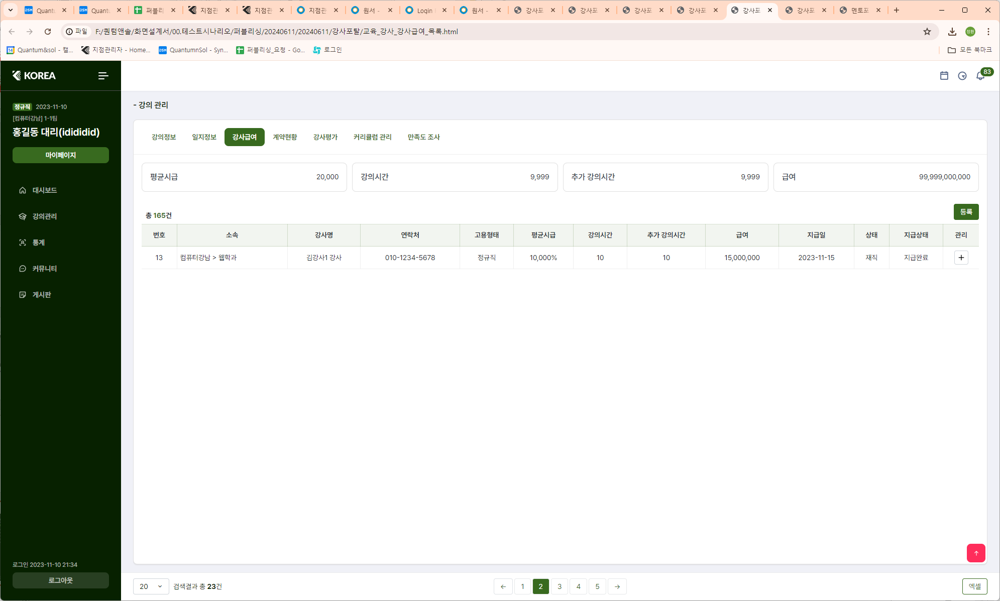 Quantu
Quantu
퍼블리
지점관
지점관
지점관
원서 -
Login
원서 -
강사포
강사포
강사포
강사포
강사포
강사포
멘토포
파일
F:/퀀텀앤솔/화면설계서/00.테스트시나리오/퍼블리싱/20240611/20240611/강사포탈/교육_강사_강사급여_목록.html
정환
14 Quantum&sol - 캘...
지점관리자 - Home...
DSM QuantumnSol - Syn...
퍼블리싱_요청 - Go...
로그인
모든 북마크
KOREA
83
정규직 2023-11-10
[컴퓨터강남] 1-1팀
홍길동 대리(idididid)
마이페이지
대시보드
강의관리
통계
커뮤니티
게시판
로그인 2023-11-10 21:34
로그아웃
- 강의 관리
강의정보 일지정보 강사급여 계약현황 강사평가 커리큘럼 관리 만족도 조사
평균시급 20,000
강의시간 9,999
추가 강의시간 9,999
급여 99,999,000,000
총 165건
등록
번호 소속 강사명 연락처 고용형태 평균시급 강의시간 추가 강의시간 급여 지급일 상태 지급상태 관리
13 컴퓨터강남 > 웹학과 김강사1 강사 010-1234-5678 정규직 10,000% 10 10 15,000,000 2023-11-15 재직 지급완료 +
20 검색결과 총 23건
← 1 2 3 4 5 →
엑셀